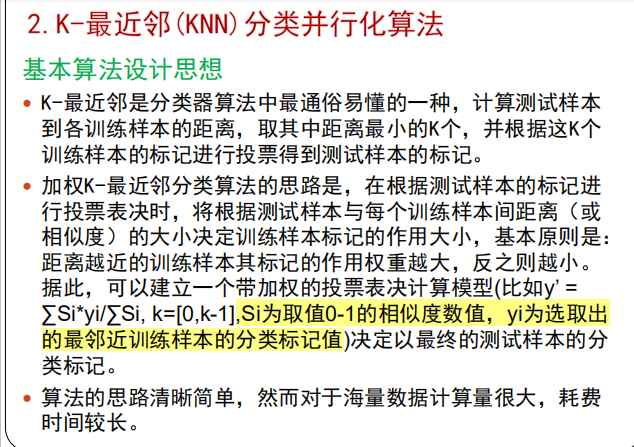 2.K-最近邻(KNN)分类并行化算法
基本算法设计思想
• K-最近邻是分类器算法中最通俗易懂的一种，计算测试样本
到各训练样本的距离，取其中距离最小的K个，并根据这K个
训练样本的标记进行投票得到测试样本的标记。
• 加权K-最近邻分类算法的思路是，在根据测试样本的标记进
行投票表决时，将根据测试样本与每个训练样本间距离（或
相似度）的大小决定训练样本标记的作用大小，基本原则是：
距离越近的训练样本其标记的作用权重越大，反之则越小。
据此，可以建立一个带加权的投票表决计算模型(比如y’ =
∑Si*yi/∑Si, k=[0,k-1],Si为取值0-1的相似度数值，yi为选取出
的最邻近训练样本的分类标记值)决定以最终的测试样本的分
类标记。
• 算法的思路清晰简单，然而对于海量数据计算量很大，耗费
时间较长。